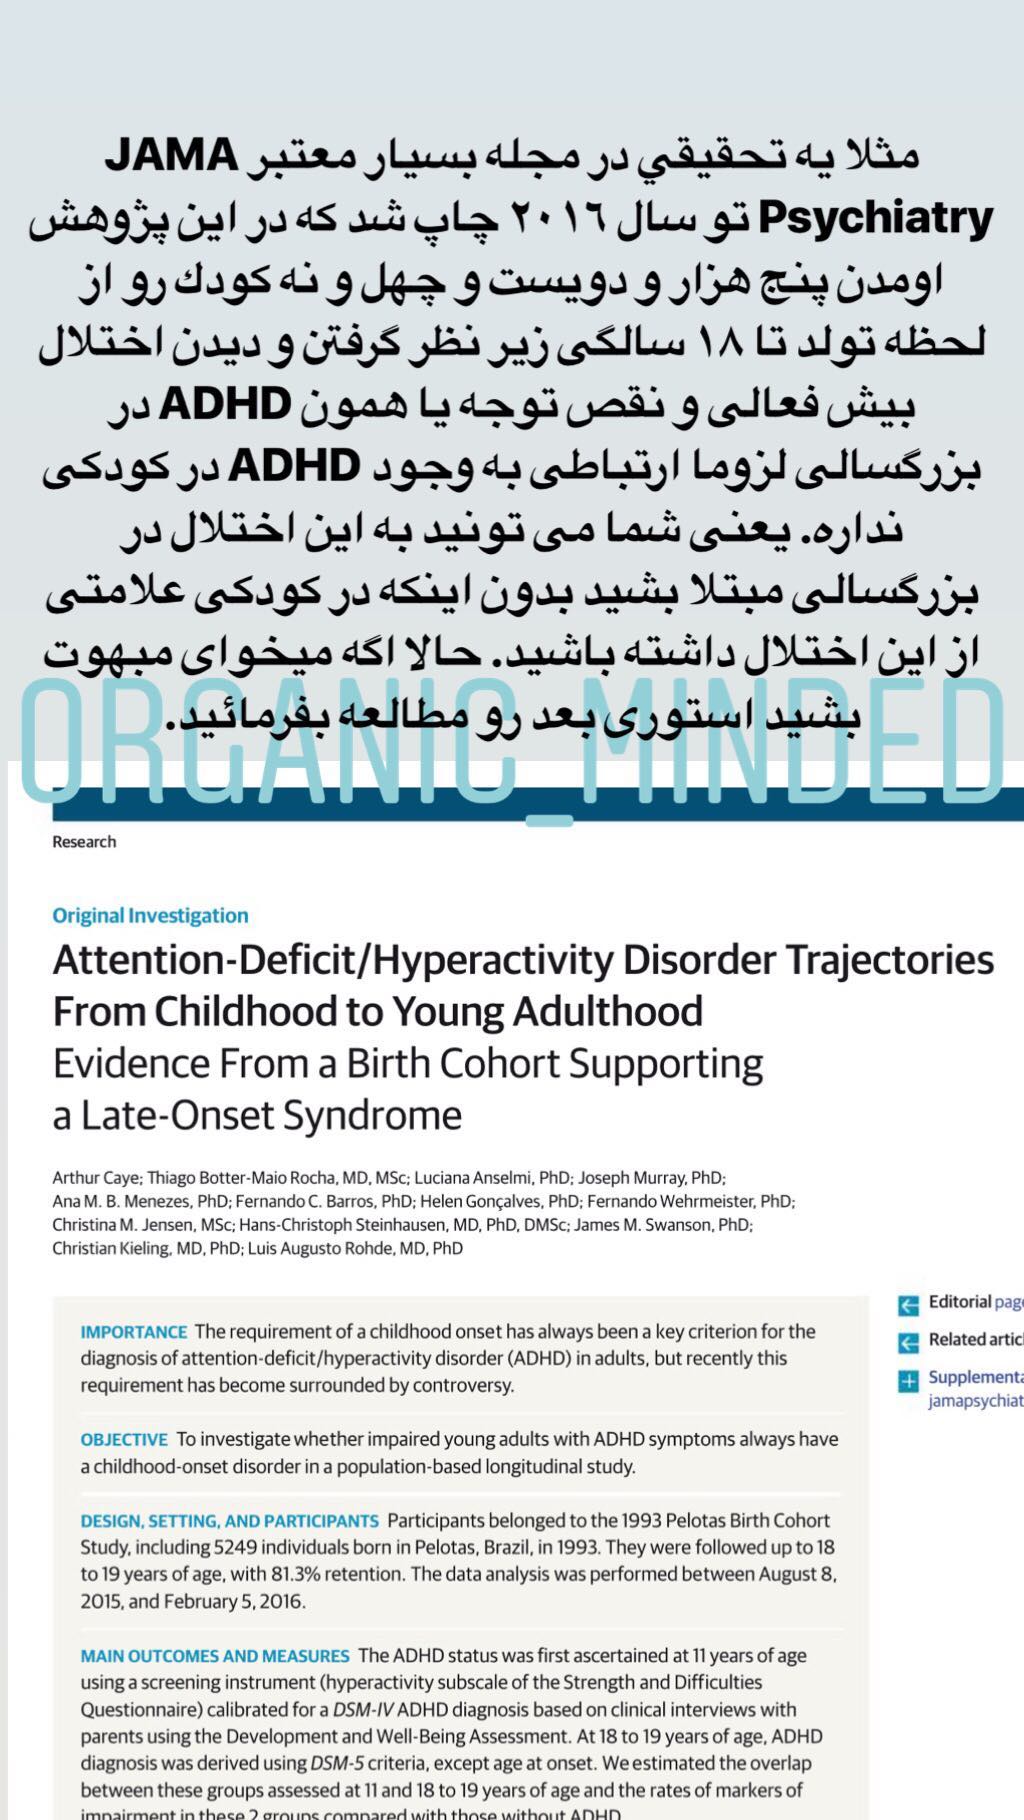 مثلا یه تحقیقي در مجله بسیار معتبر JAMA
Psychiatry تو سال ٢٠١٦ چاپ شد که در این پژوهش
اومدن پنج هزار و دویست و چهل و نه کودك رو از
لحظه تولد تا ١٨ سالگی زیر نظر گرفتن و دیدن اختلال
بیش فعالی و نقص توجه یا همون ADHD در
بزرگسالی لزوما ارتباطی به وجود ADHD در کودکی
نداره. یعنی شما می تونید به این اختلال در
بزرگسالی مبتلا بشید بدون اینکه در کودکی علامتی
از این اختلال داشته باشید. حالا اگه میخوای مبهوت
بشید استوری بعد رو مطالعه بفرمائید.
ORGANIC_MINDED
Research
Original Investigation
Attention-Deficit/Hyperactivity Disorder Trajectories
From Childhood to Young Adulthood
Evidence From a Birth Cohort Supporting
a Late-Onset Syndrome
Arthur Caye; Thiago Botter-Maio Rocha, MD, MSc; Luciana Anselmi, PhD; Joseph Murray, PhD;
Ana M. B. Menezes, PhD; Fernando C. Barros, PhD; Helen Gonçalves, PhD; Fernando Wehrmeister, PhD;
Christina M. Jensen, MSc; Hans-Christoph Steinhausen, MD, PhD, DMSc; James M. Swanson, PhD;
Christian Kieling, MD, PhD; Luis Augusto Rohde, MD, PhD
Editorial page
Related artic
Supplementa
jamapsychiat
IMPORTANCE The requirement of a childhood onset has always been a key criterion for the
diagnosis of attention-deficit/hyperactivity disorder (ADHD) in adults, but recently this
requirement has become surrounded by controversy.
OBJECTIVE To investigate whether impaired young adults with ADHD symptoms always have
a childhood-onset disorder in a population-based longitudinal study.
DESIGN, SETTING, AND PARTICIPANTS Participants belonged to the 1993 Pelotas Birth Cohort
Study, including 5249 individuals born in Pelotas, Brazil, in 1993. They were followed up to 18
to 19 years of age, with 81.3% retention. The data analysis was performed between August 8,
2015, and February 5, 2016.
MAIN OUTCOMES AND MEASURES The ADHD status was first ascertained at 11 years of age
using a screening instrument (hyperactivity subscale of the Strength and Difficulties
Questionnaire) calibrated for a DSM-IV ADHD diagnosis based on clinical interviews with
parents using the Development and Well-Being Assessment. At 18 to 19 years of age, ADHD
diagnosis was derived using DSM-5 criteria, except age at onset. We estimated the overlap
between these groups assessed at 11 and 18 to 19 years of age and the rates of markers of
impairment in these 2 groups compared with those without ADHD.